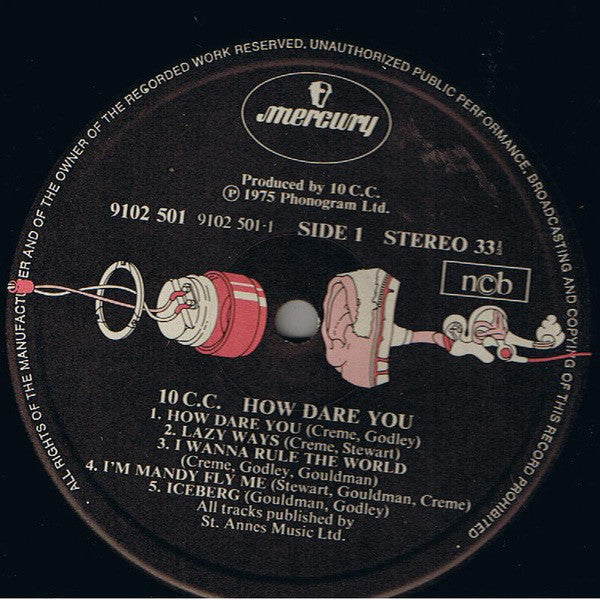 ALL RIGHTS OF THE MANUFACTURER AND OF THE OWNER OF THE RECORDED WORK RESERVED. UNAUTHORIZED PUBLIC PERFORMANCE, BROADCASTING AND COPYING OF THIS RECORD PROHIBITED
mercury
Produced by 10 C.C.
℗ 1975 Phonogram Ltd.
9102 501 9102 501·1 SIDE 1 STEREO 33⅓
ncb
10 C.C. HOW DARE YOU
1. HOW DARE YOU (Creme, Godley)
2. LAZY WAYS (Creme, Stewart)
3. I WANNA RULE THE WORLD
(Creme, Godley, Gouldman)
4. I'M MANDY FLY ME (Stewart, Gouldman, Creme)
5. ICEBERG (Gouldman, Godley)
All tracks published by
St. Annes Music Ltd.